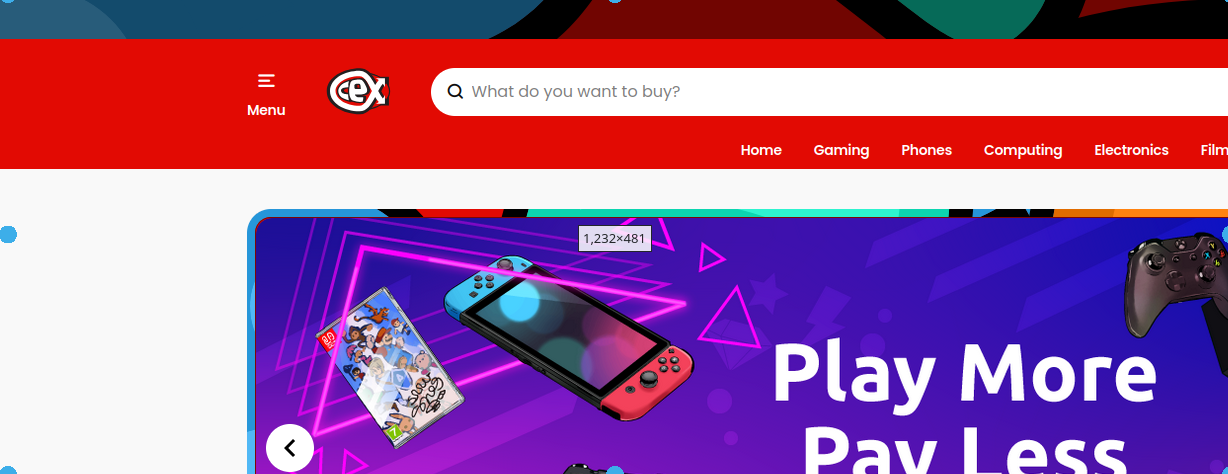 Menu
CeX
What do you want to buy?
Home Gaming Phones Computing Electronics Film
1,232×481
Play More
Pay Less
7